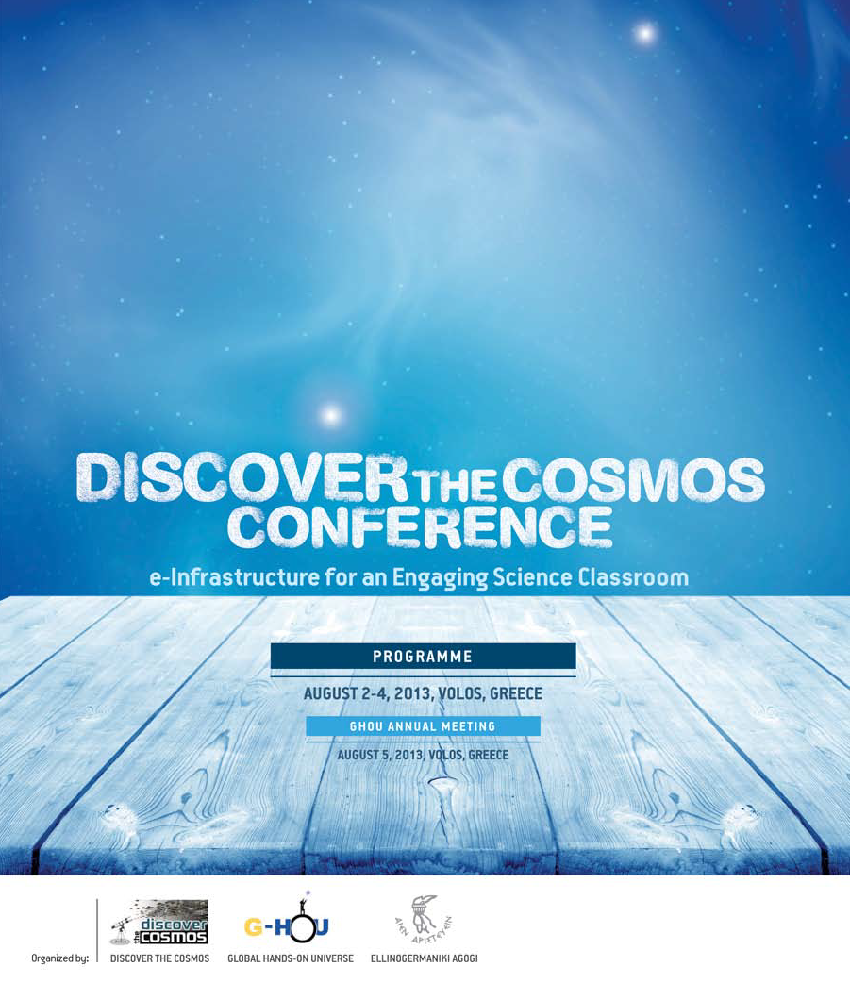 DISCOVER THE COSMOS
CONFERENCE
e-Infrastructure for an Engaging Science Classroom
PROGRAMME
AUGUST 2-4, 2013, VOLOS, GREECE
GHOU ANNUAL MEETING
AUGUST 5, 2013, VOLOS, GREECE
discover
the COSMOS
G-HOU
ΑΙΕΝ ΑΡΙΣΤΕΥΕΙΝ
Organized by:
DISCOVER THE COSMOS
GLOBAL HANDS-ON UNIVERSE
ELLINOGERMANIKI AGOGI